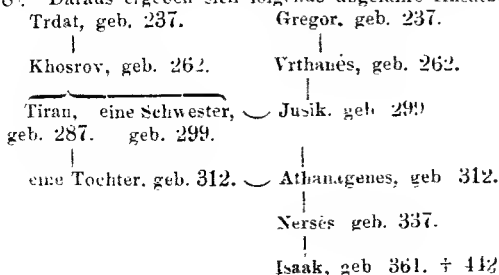 Daraus ergeben sich folgende ungefähre
Trdat, geb. 237. Gregor, geb. 237.
Khosrov, geb. 262. Vrthanès, geb. 262.
Tiran, eine Schwester, Jusik. geb 299
geb. 287. geb. 299.
eine Tochter. geb. 312. Athanagenes, geb 312.
Nersès geb. 337.
Isaak, geb 361. † 442